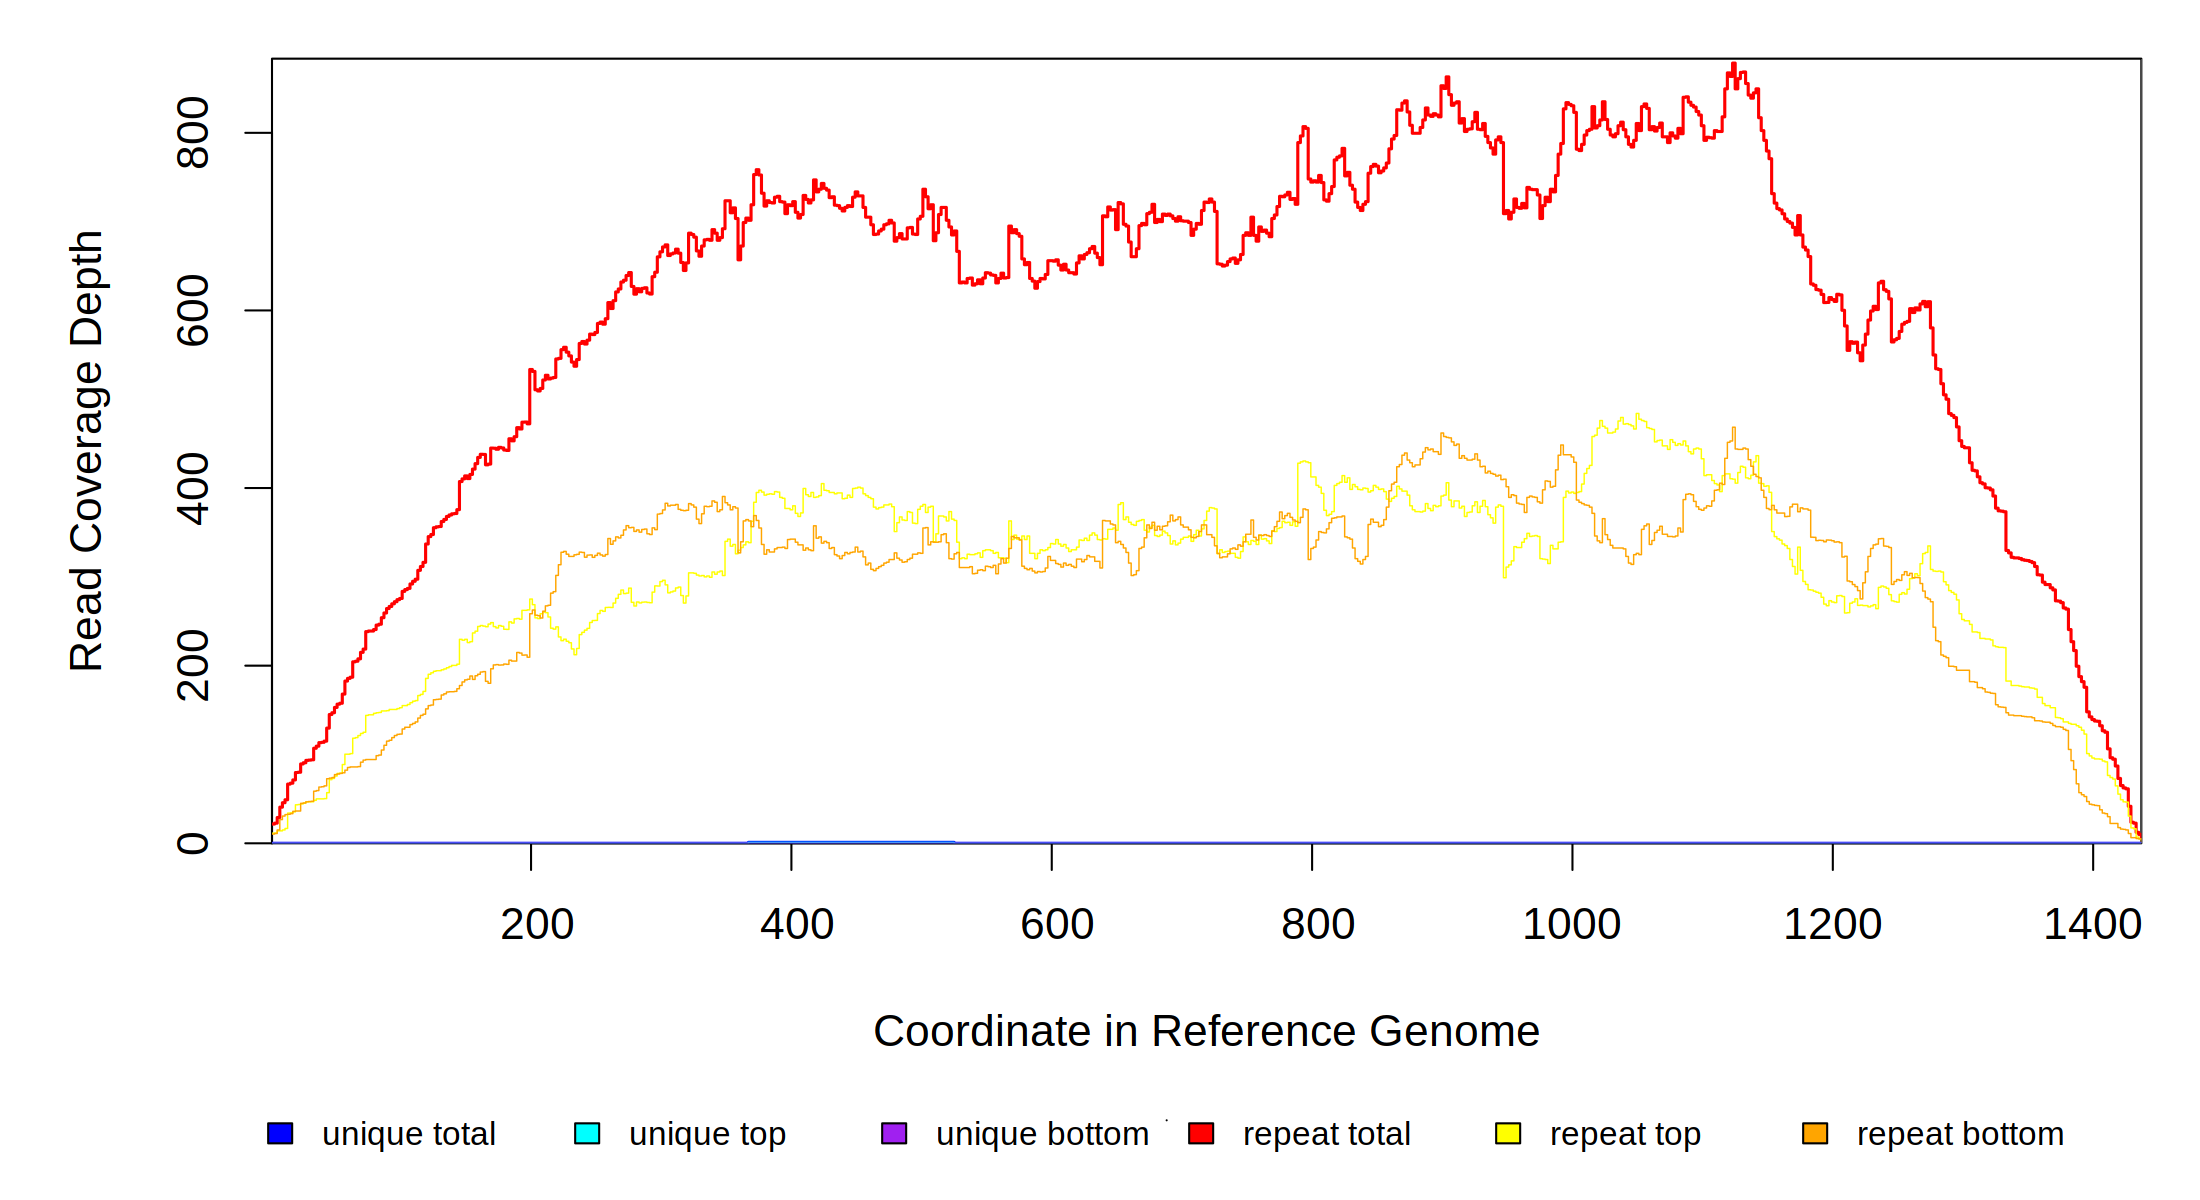 Read Coverage Depth
800
600
400
200
0
200 400 600 800 1000 1200 1400
Coordinate in Reference Genome
unique total unique top unique bottom repeat total repeat top repeat bottom